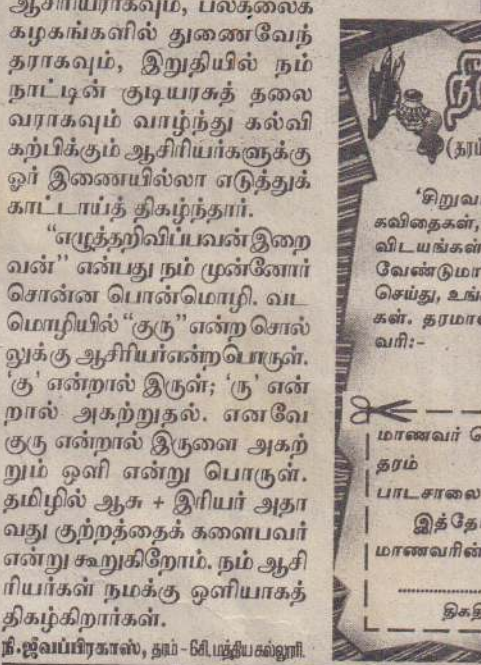 ஆசிரியராகவும், பல்கலைக்
கழகங்களில் துணைவேந்
தராகவும், இறுதியில் நம்
நாட்டின் குடியரசுத் தலை
வராகவும் வாழ்ந்து கல்வி
கற்பிக்கும் ஆசிரியர்களுக்கு
ஓர் இணையில்லா எடுத்துக்
காட்டாய்த் திகழ்ந்தார்.
“எழுத்தறிவிப்பவன் இறை
வன்” என்பது நம் முன்னோர்
சொன்ன பொன்மொழி. வட
மொழியில் “குரு” என்ற சொல்
லுக்கு ஆசிரியர் என்ற பொருள்.
‘கு’ என்றால் இருள்; ‘ரு’ என்
றால் அகற்றுதல். எனவே
குரு என்றால் இருளை அகற்
றும் ஒளி என்று பொருள்.
தமிழில் ஆசு + இரியர் அதா
வது குற்றத்தைக் களைபவர்
என்று கூறுகிறோம். நம் ஆசி
ரியர்கள் நமக்கு ஒளியாகத்
திகழ்கிறார்கள்.
நி.ஜீவப்பிரகாஸ், தரம் - 6சி, மத்திய கல்லூரி.
(தரம்
‘சிறுவ
கவிதைகள்,
விடயங்கள்
வேண்டுமா
செய்து, உங்
கள். தரமான
வரி:-
மாணவர் பெ
தரம்
பாடசாலை
இத்தே
மாணவரின்
திகதி